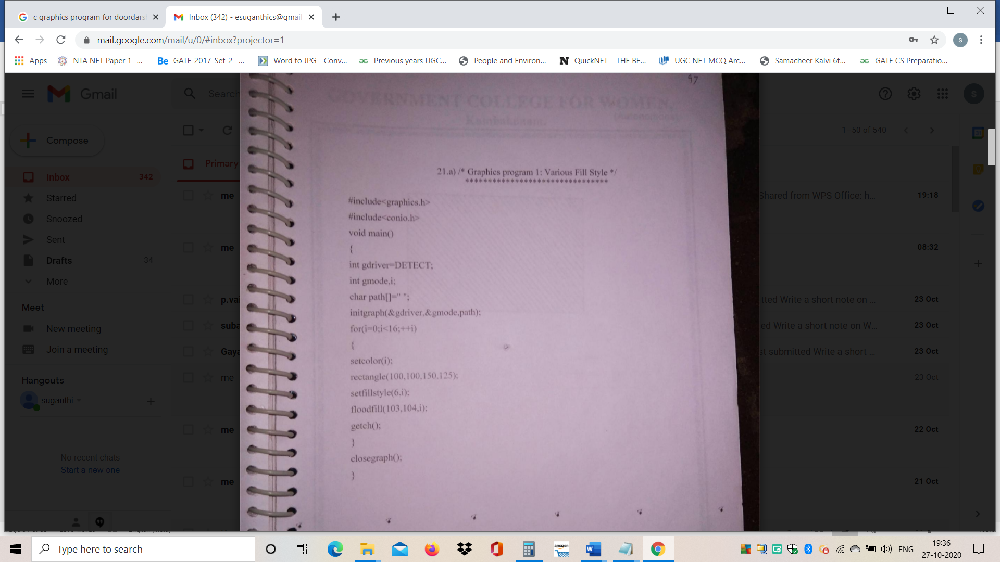 c graphics program for doordars
Inbox (342) - esuganthics@gmai
mail.google.com/mail/u/0/#inbox?projector=1
Apps
NTA NET Paper 1 -...
Be GATE-2017-Set-2 –...
Word to JPG - Conv...
Previous years UGC...
People and Environ...
N QuickNET – THE BE...
UGC NET MCQ Arc...
Samacheer Kalvi 6t...
GATE CS Preparatio...
Gmail
Search
S
Compose
1–50 of 540
Primary
Inbox 342
Starred
Snoozed
Sent
Drafts 34
More
Meet
New meeting
Join a meeting
Hangouts
suganthi
No recent chats
Start a new one
me
Shared from WPS Office: h...
19:18
me
08:32
p.va
tted Write a short note on ...
23 Oct
suba
ed Write a short note on W...
23 Oct
Gaya
st submitted Write a short ...
23 Oct
me
23 Oct
me
22 Oct
me
21 Oct
97
GOVERNMENT COLLEGE FOR WOMEN,
Kumbakonam.
(Autonomous)
21.a) /* Graphics program 1: Various Fill Style */
*******************************
#include<graphics.h>
#include<conio.h>
void main()
{
int gdriver=DETECT;
int gmode,i;
char path[]=" ";
initgraph(&gdriver,&gmode,path);
for(i=0;i<16;++i)
{
setcolor(i);
rectangle(100,100,150,125);
setfillstyle(6,i);
floodfill(103,104,i);
getch();
}
closegraph();
}
Type here to search
amazon
ENG
19:36
27-10-2020